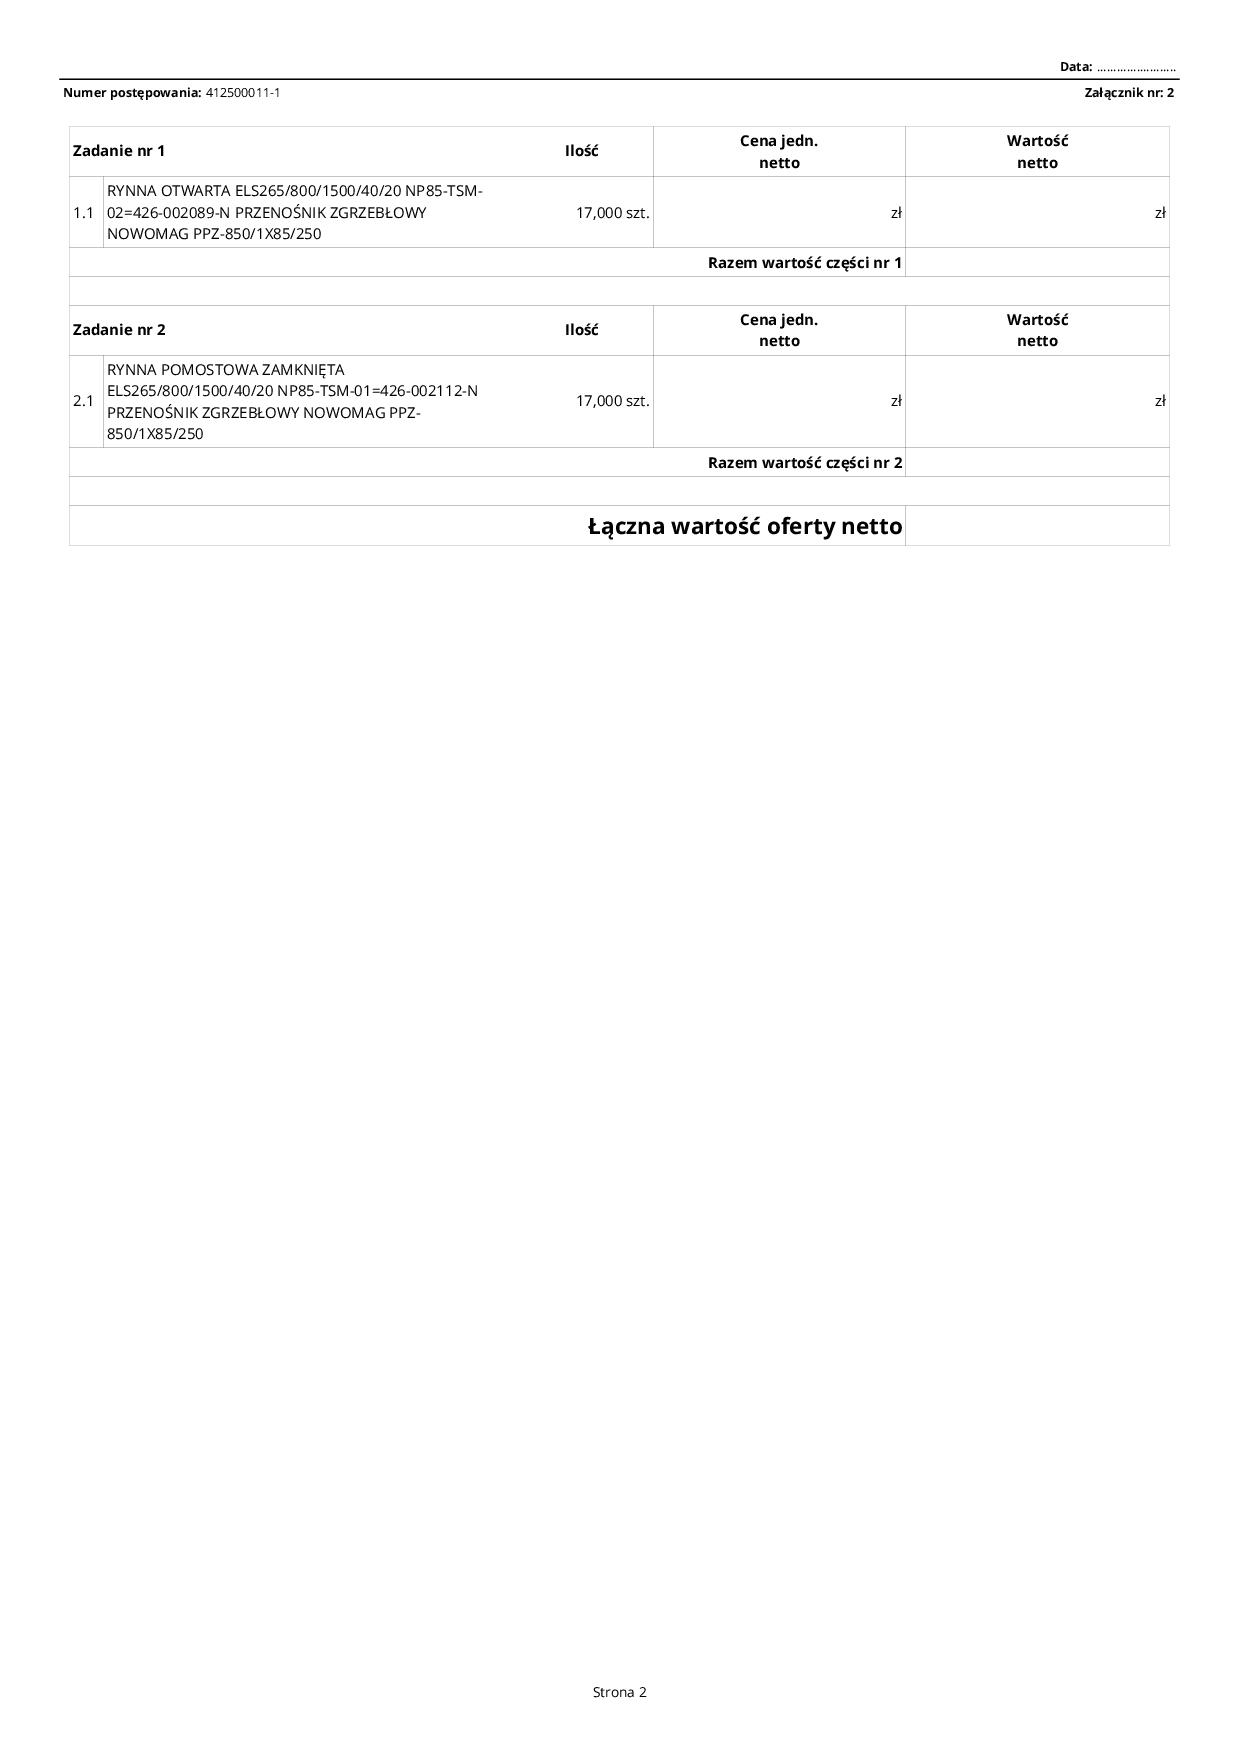 Data: ........................
Numer postępowania: 412500011-1 Załącznik nr: 2
Zadanie nr 1 Ilość Cena jedn. netto Wartość netto
1.1 RYNNA OTWARTA ELS265/800/1500/40/20 NP85-TSM-
02=426-002089-N PRZENOŚNIK ZGRZEBŁOWY
NOWOMAG PPZ-850/1X85/250
17,000 szt. zł zł
Razem wartość części nr 1
Zadanie nr 2 Ilość Cena jedn. netto Wartość netto
2.1 RYNNA POMOSTOWA ZAMKNIĘTA
ELS265/800/1500/40/20 NP85-TSM-01=426-002112-N
PRZENOŚNIK ZGRZEBŁOWY NOWOMAG PPZ-
850/1X85/250
17,000 szt. zł zł
Razem wartość części nr 2
Łączna wartość oferty netto
Strona 2